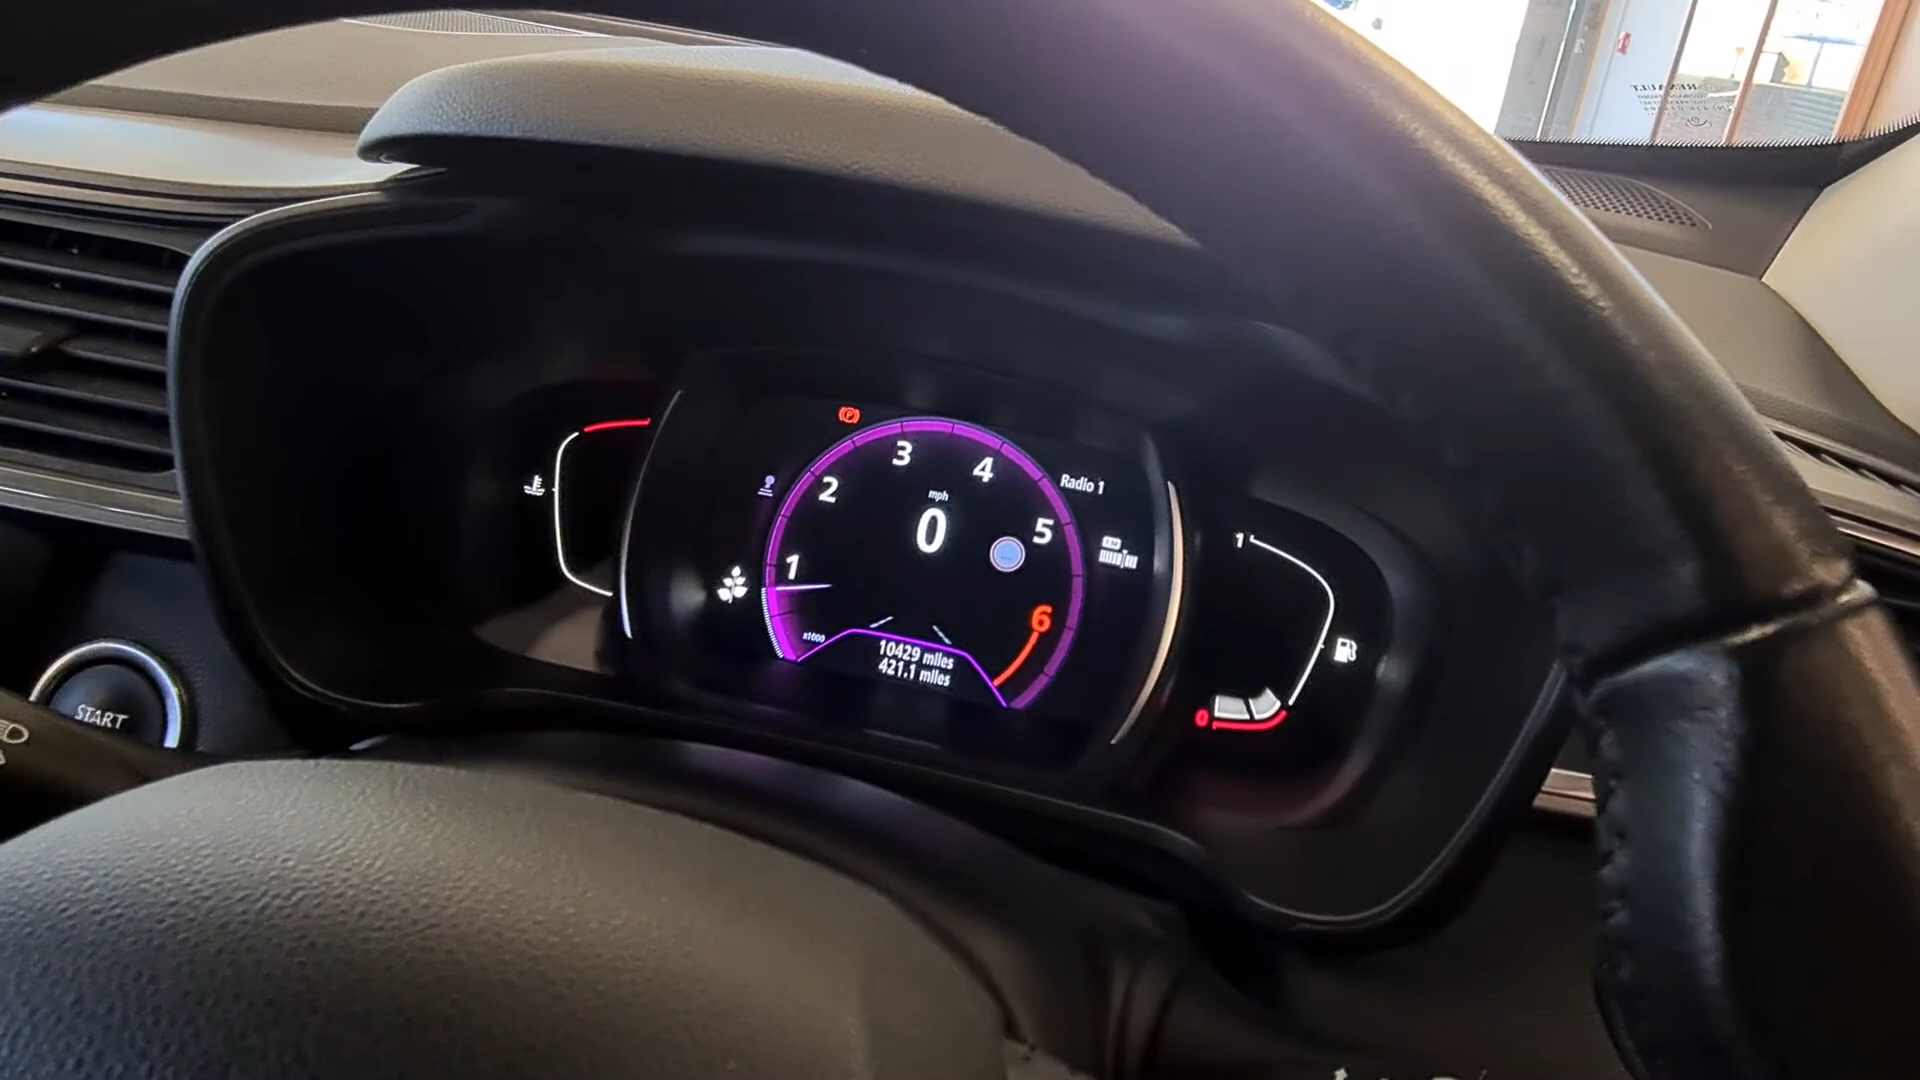 RENAULT
Radio 1
3
4
2
mph
0
5
1
1
6
x1000
10429 miles
421.1 miles
0
START